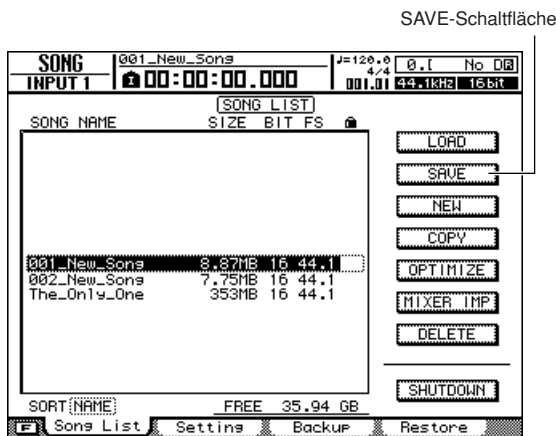 SAVE-Schaltfläche
SONG
INPUT 1
001_New_Song
00:00:00.000
♩=120.0
4/4
001.01
0.[ No D
44.1kHz 16bit
SONG LIST
SONG NAME SIZE BIT FS
001_New_Song 8.87MB 16 44.1
002_New_Song 7.75MB 16 44.1
The_Only_One 353MB 16 44.1
LOAD
SAVE
NEW
COPY
OPTIMIZE
MIXER IMP
DELETE
SHUTDOWN
SORT NAME FREE 35.94 GB
F Song List Setting Backup Restore